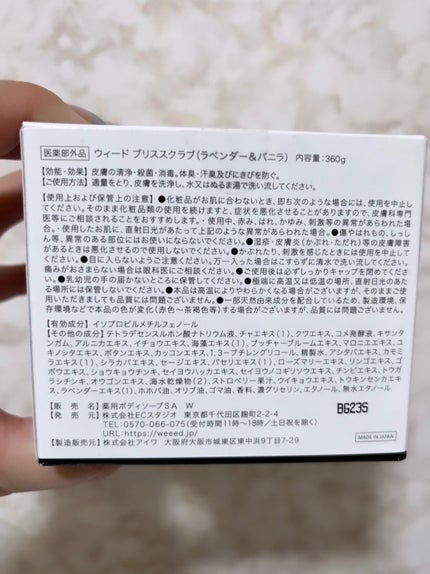 医薬部外品 ウィード ブリススクラブ(ラベンダー&バニラ) 内容量:360g
【効能・効果】皮膚の清浄・殺菌・消毒。体臭・汗臭及びにきびを防ぐ。
【ご使用方法】適量をとり、皮膚を洗浄し、水又はぬるま湯で洗い流してください。
【使用上および保管上の注意】●化粧品がお肌に合わないとき、即ち次のような場合には、使用を中止し
てください。そのまま化粧品類の使用を続けますと、症状を悪化させることがありますので、皮膚科専門
医等にご相談されることをおすすめします。・使用中、赤み、はれ、かゆみ、刺激等の異常があらわれた場
合。・使用したお肌に、直射日光があたって上記のような異常があらわれた場合。●傷やはれもの、しっ
しん等、異常のある部位にはお使いにならないでください。●湿疹・皮膚炎(かぶれ・ただれ)等の皮膚障害
があるときは悪化させるので使用しないでください。●かぶれたり、刺激を感じたときには使用を中止して
ください。●目に入らないようご注意ください。万一入った場合はこすらずに清水で洗い流してください。
痛みがおさまらない場合は眼科医にご相談ください。●ご使用後は必ずしっかりキャップを閉めてくださ
い。●乳幼児の手の届かないところに保管してください。●極端に高温又は低温の場所、直射日光のあた
る場所には保管しないでください。●本品は高温によりやわらかくなる場合がございますが、そのままご使
用いただきましても品質には問題ございません。●一部天然由来成分を配合しているため、製造環境、保
存環境などで本品の色が変化(赤色〜茶褐色等)する場合がございますが、品質に問題はございません。
【有効成分】イソプロピルメチルフェノール
【その他の成分】テトラデセンスルホン酸ナトリウム液、チャエキス(1)、クワエキス、コメ発酵液、キサンタ
ンガム、アルニカエキス、イチョウエキス、海藻エキス(1)、ブッチャーブルームエキス、マロニエエキス、ユ
キノシタエキス、ボタンエキス、カッコンエキス、1,3-ブチレングリコール、精製水、アシタバエキス、カモミ
ラエキス(1)、シラカバエキス、セージエキス、パセリエキス(1)、ローズマリーエキス、リンゴエキス、ゴ
ボウエキス、ショウキョウチンキ、セイヨウハッカエキス、セイヨウノコギリソウエキス、チンピエキス、トウガ
ラシチンキ、オウゴンエキス、海水乾燥物(2)、ストロベリー果汁、ウイキョウエキス、トウキンセンカエキ
ス、ラベンダーエキス(1)、ホホバ油、オリブ油、ゴマ油、香料、濃グリセリン、エタノール、無水エタノール
販売名 薬用ボディソープSA W
発売元 株式会社ECスタジオ 東京都千代田区麹町2-2-4
TEL:0570-066-075(受付時間11時〜18時/土日祝を除く)
URL:https://weeed.jp/
【製造販売元】株式会社アイワ 大阪府大阪市城東区東中浜9丁目7-29
BG23S
MADE IN JAPAN